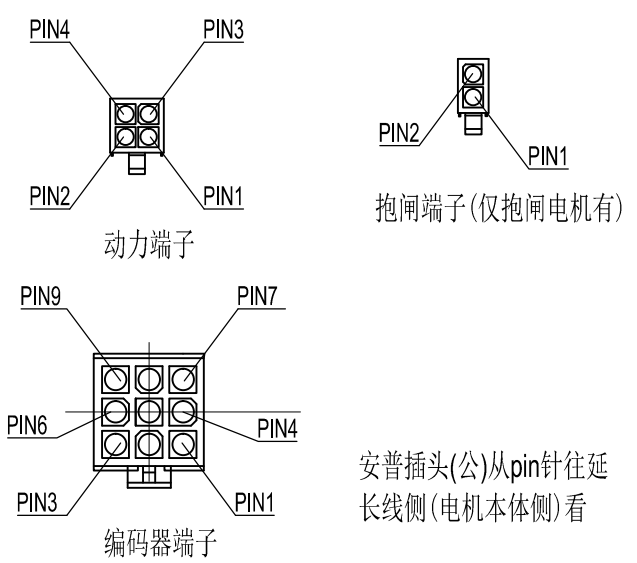 PIN4
PIN3
PIN2
PIN1
动力端子
PIN2
PIN1
抱闸端子(仅抱闸电机有)
PIN9
PIN7
PIN6
PIN4
PIN3
PIN1
编码器端子
安普插头(公)从pin针往延
长线侧(电机本体侧)看